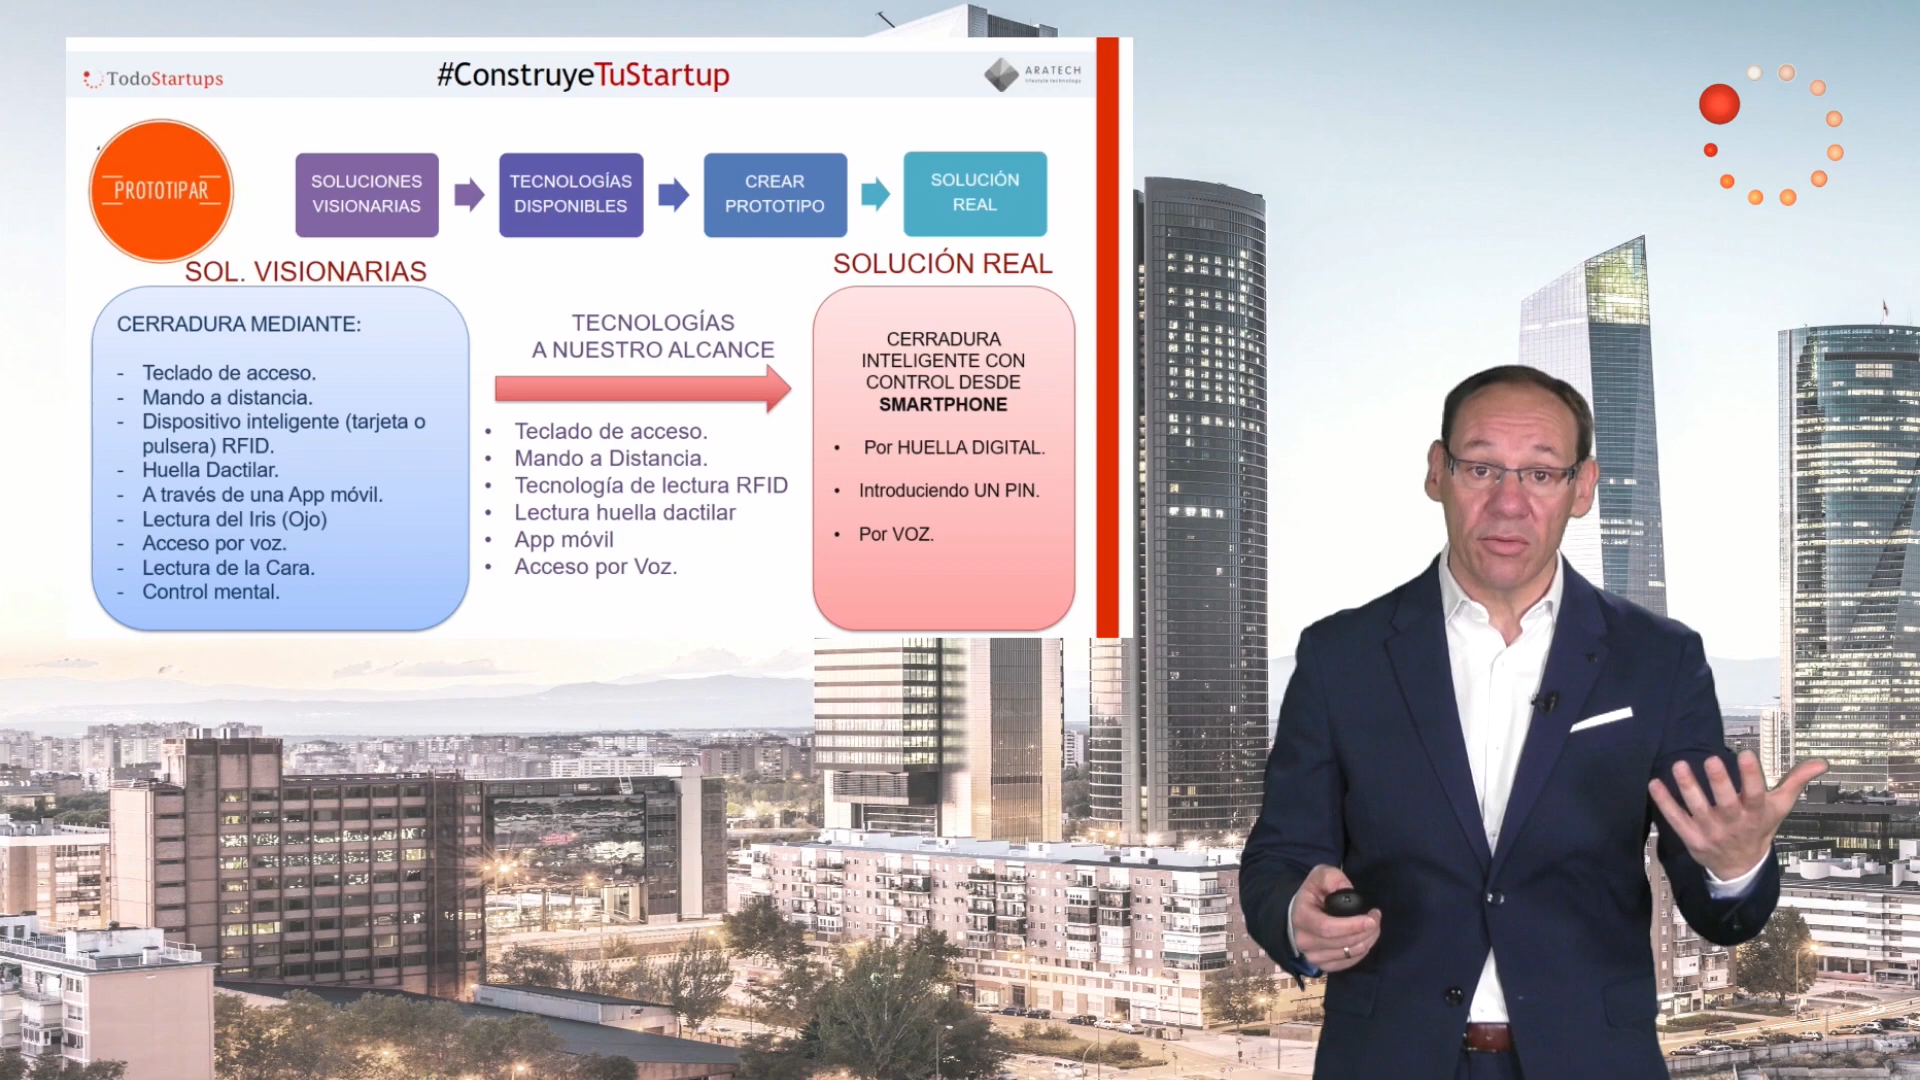 TodoStartups
#ConstruyeTuStartup
ARATECH
lifestyle technology
PROTOTIPAR
SOLUCIONES
VISIONARIAS
TECNOLOGÍAS
DISPONIBLES
CREAR
PROTOTIPO
SOLUCIÓN
REAL
SOL. VISIONARIAS
CERRADURA MEDIANTE:
- Teclado de acceso.
- Mando a distancia.
- Dispositivo inteligente (tarjeta o
pulsera) RFID.
- Huella Dactilar.
- A través de una App móvil.
- Lectura del Iris (Ojo)
- Acceso por voz.
- Lectura de la Cara.
- Control mental.
TECNOLOGÍAS
A NUESTRO ALCANCE
• Teclado de acceso.
• Mando a Distancia.
• Tecnología de lectura RFID
• Lectura huella dactilar
• App móvil
• Acceso por Voz.
SOLUCIÓN REAL
CERRADURA
INTELIGENTE CON
CONTROL DESDE
SMARTPHONE
• Por HUELLA DIGITAL.
• Introduciendo UN PIN.
• Por VOZ.